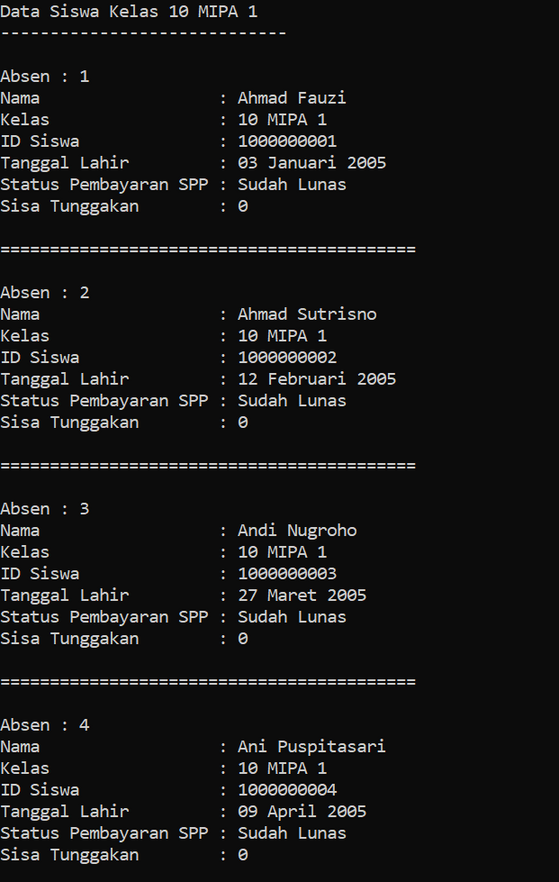 Data Siswa Kelas 10 MIPA 1
-----------------------------
Absen : 1
Nama                  : Ahmad Fauzi
Kelas                 : 10 MIPA 1
ID Siswa              : 1000000001
Tanggal Lahir         : 03 Januari 2005
Status Pembayaran SPP : Sudah Lunas
Sisa Tunggakan        : 0
==========================================
Absen : 2
Nama                  : Ahmad Sutrisno
Kelas                 : 10 MIPA 1
ID Siswa              : 1000000002
Tanggal Lahir         : 12 Februari 2005
Status Pembayaran SPP : Sudah Lunas
Sisa Tunggakan        : 0
==========================================
Absen : 3
Nama                  : Andi Nugroho
Kelas                 : 10 MIPA 1
ID Siswa              : 1000000003
Tanggal Lahir         : 27 Maret 2005
Status Pembayaran SPP : Sudah Lunas
Sisa Tunggakan        : 0
==========================================
Absen : 4
Nama                  : Ani Puspitasari
Kelas                 : 10 MIPA 1
ID Siswa              : 1000000004
Tanggal Lahir         : 09 April 2005
Status Pembayaran SPP : Sudah Lunas
Sisa Tunggakan        : 0